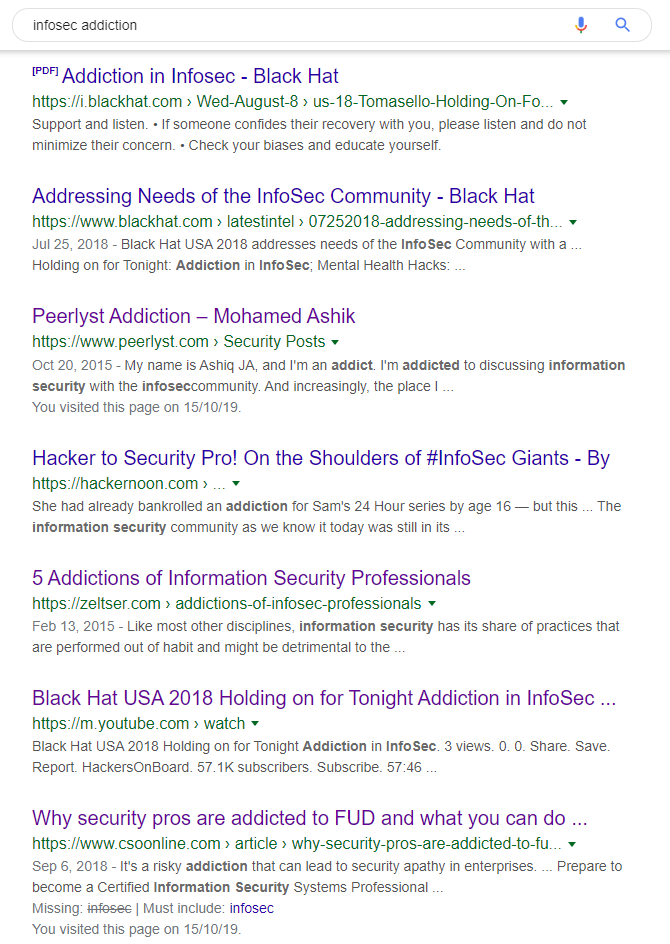 infosec addiction
[PDF] Addiction in Infosec - Black Hat
https://i.blackhat.com › Wed-August-8 › us-18-Tomasello-Holding-On-Fo...
Support and listen. • If someone confides their recovery with you, please listen and do not
minimize their concern. • Check your biases and educate yourself.
Addressing Needs of the InfoSec Community - Black Hat
https://www.blackhat.com › latestintel › 07252018-addressing-needs-of-th...
Jul 25, 2018 - Black Hat USA 2018 addresses needs of the InfoSec Community with a ...
Holding on for Tonight: Addiction in InfoSec; Mental Health Hacks: ...
Peerlyst Addiction – Mohamed Ashik
https://www.peerlyst.com › Security Posts
Oct 20, 2015 - My name is Ashiq JA, and I'm an addict. I'm addicted to discussing information
security with the infoseccommunity. And increasingly, the place I ...
You visited this page on 15/10/19.
Hacker to Security Pro! On the Shoulders of #InfoSec Giants - By
https://hackernoon.com › ...
She had already bankrolled an addiction for Sam's 24 Hour series by age 16 — but this ... The
information security community as we know it today was still in its ...
5 Addictions of Information Security Professionals
https://zeltser.com › addictions-of-infosec-professionals
Feb 13, 2015 - Like most other disciplines, information security has its share of practices that
are performed out of habit and might be detrimental to the ...
Black Hat USA 2018 Holding on for Tonight Addiction in InfoSec ...
https://m.youtube.com › watch
Black Hat USA 2018 Holding on for Tonight Addiction in InfoSec. 3 views. 0. 0. Share. Save.
Report. HackersOnBoard. 57.1K subscribers. Subscribe. 57:46 ...
Why security pros are addicted to FUD and what you can do ...
https://www.csoonline.com › article › why-security-pros-are-addicted-to-fu...
Sep 6, 2018 - It's a risky addiction that can lead to security apathy in enterprises. ... Prepare to
become a Certified Information Security Systems Professional ...
Missing: infosec | Must include: infosec
You visited this page on 15/10/19.